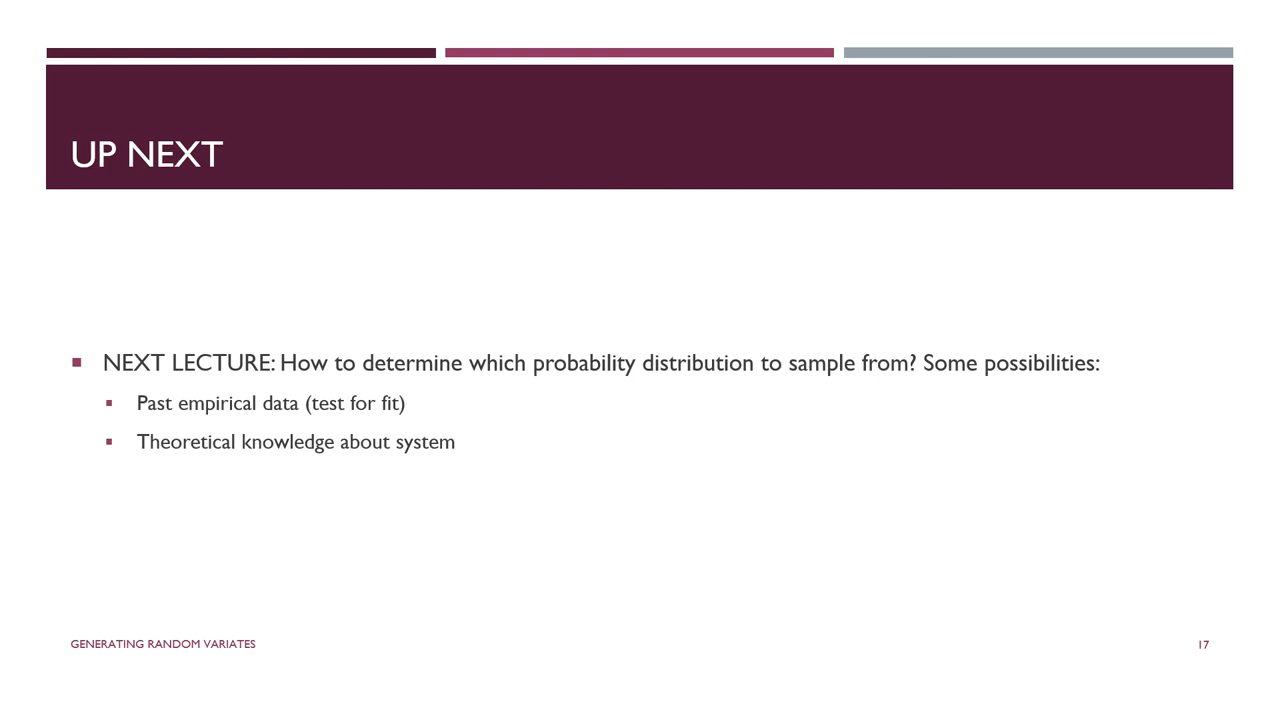 UP NEXT
NEXT LECTURE: How to determine which probability distribution to sample from? Some possibilities:
Past empirical data (test for fit)
Theoretical knowledge about system
GENERATING RANDOM VARIATES
17